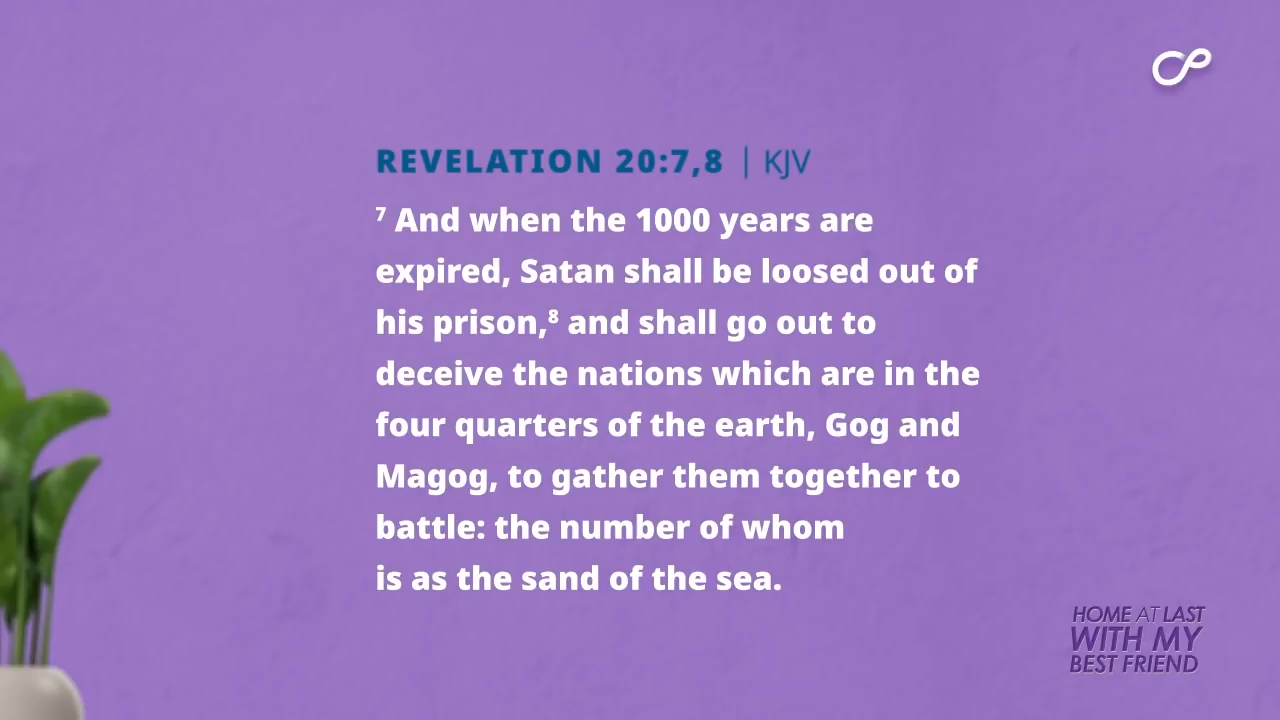 REVELATION 20:7,8 | KJV
⁷ And when the 1000 years are
expired, Satan shall be loosed out of
his prison,⁸ and shall go out to
deceive the nations which are in the
four quarters of the earth, Gog and
Magog, to gather them together to
battle: the number of whom
is as the sand of the sea.
HOME AT LAST
WITH MY
BEST FRIEND